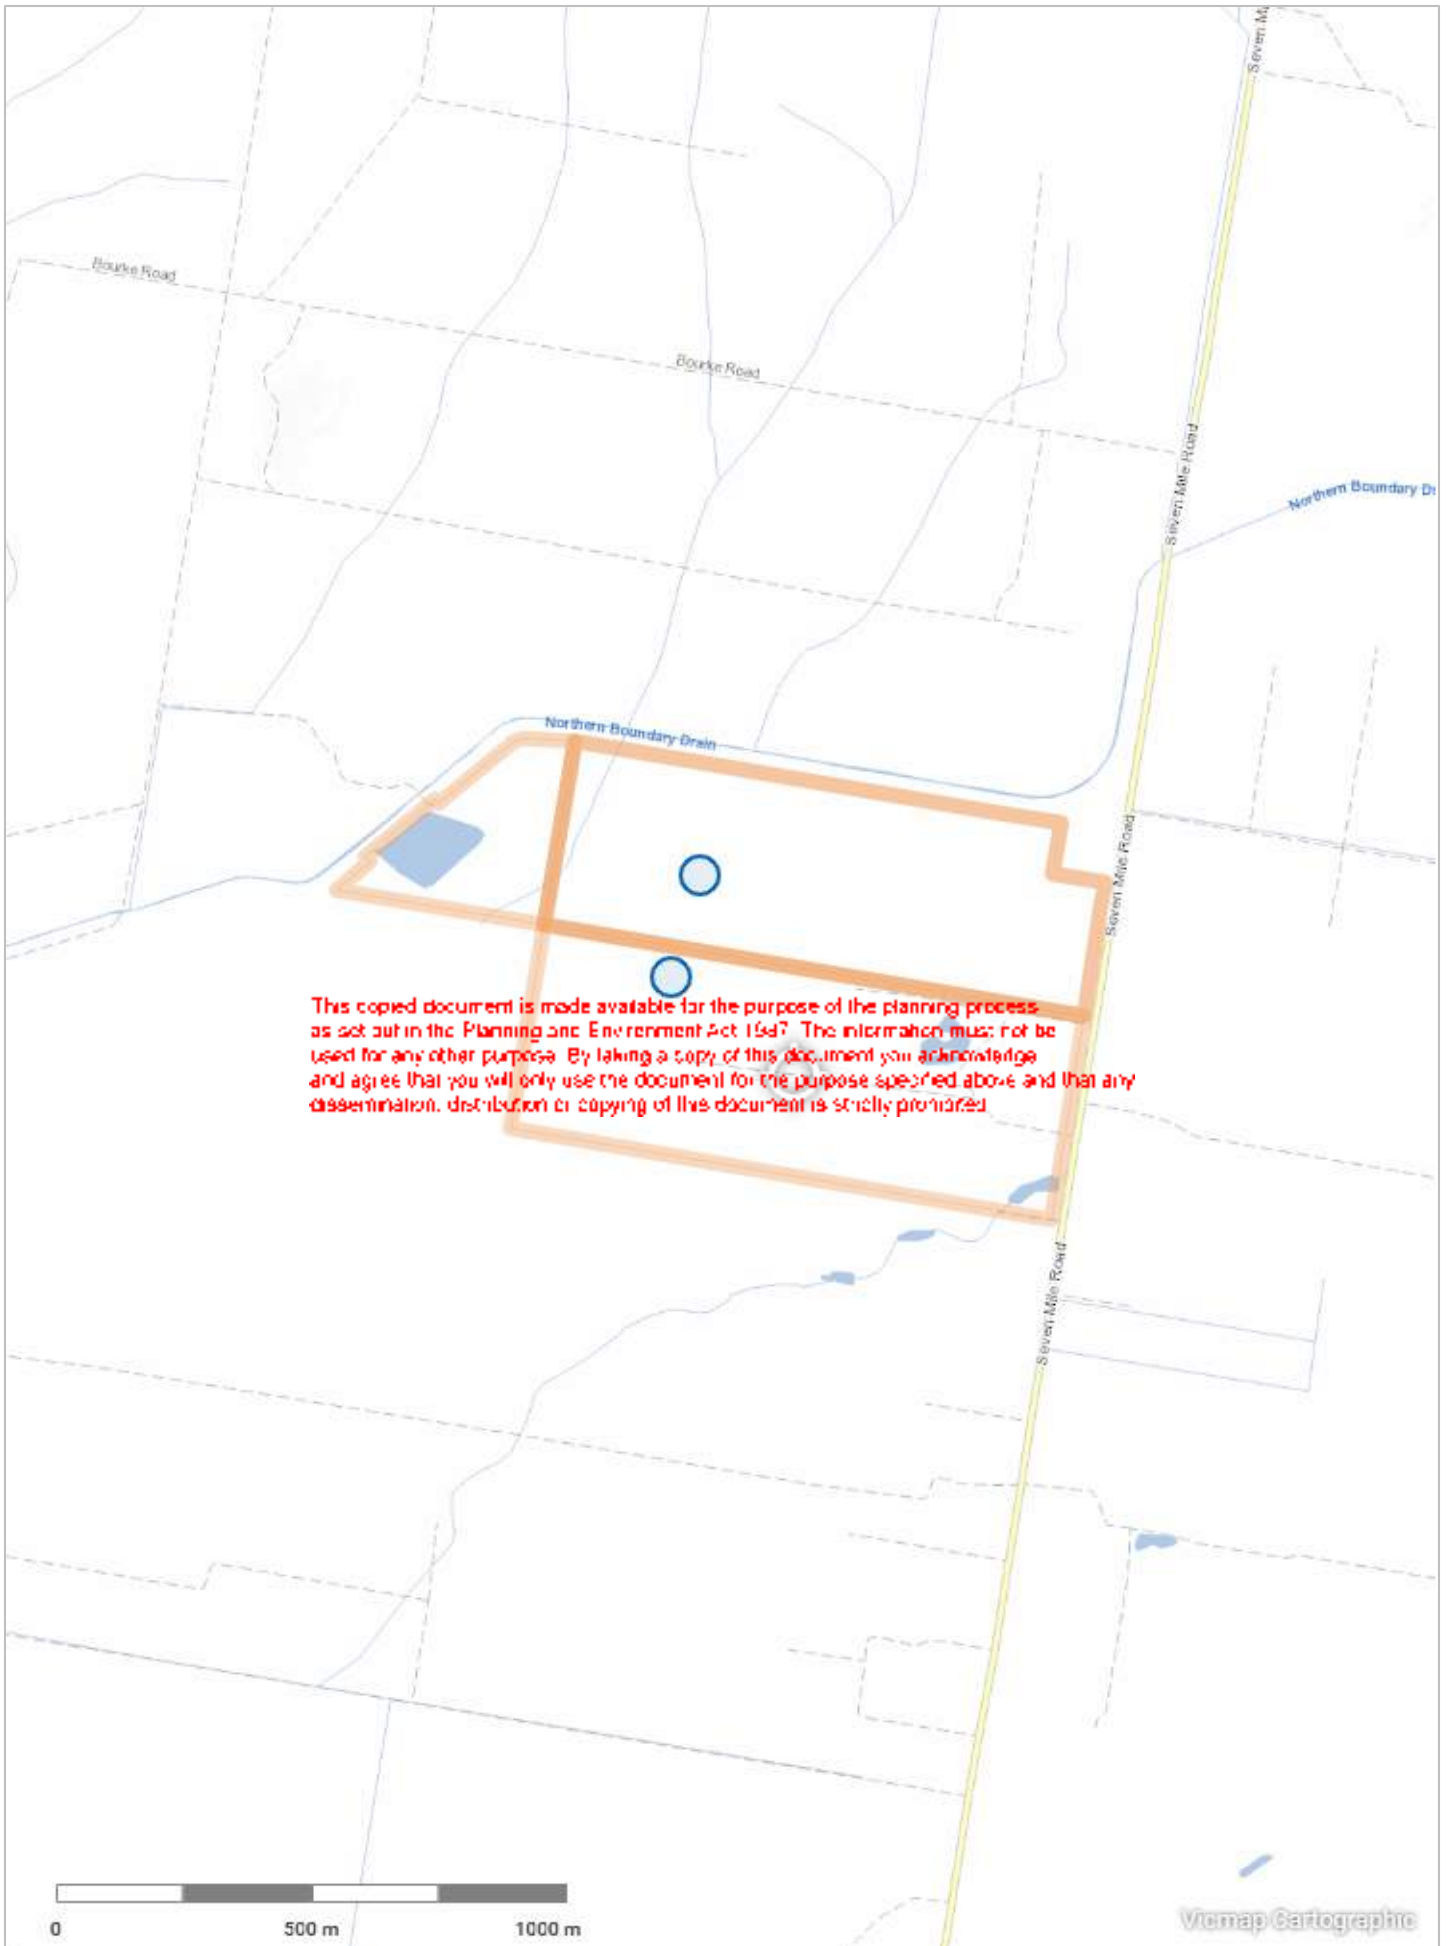 Seven Mi
Bourke Road
Bourke Road
Seven Mile Road
Northern Boundary Dr
Northern Boundary Drain
Seven Mile Road
This copied document is made available for the purpose of the planning process
as set out in the Planning and Environment Act 1987. The information must not be
used for any other purpose. By taking a copy of this document you acknowledge
and agree that you will only use the document for the purpose specified above and that any
dissemination, distribution or copying of this document is strictly prohibited.
Seven Mile Road
0
500 m
1000 m
Vicmap Cartographic